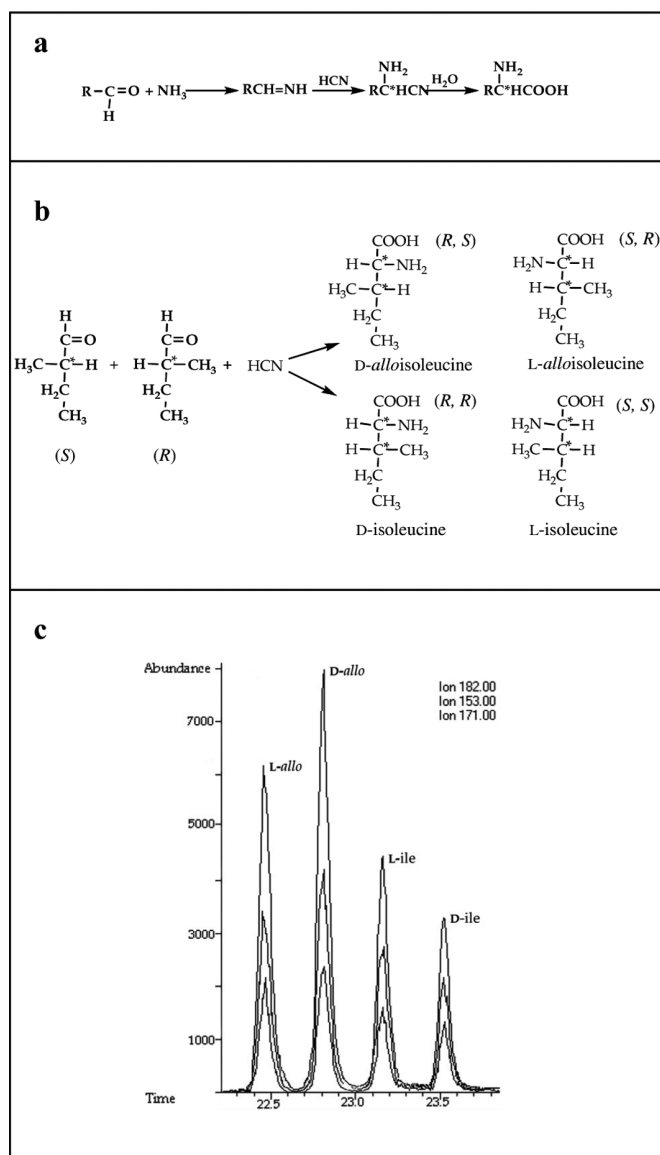 a
R–C=O + NH3 → RCH=NH HCN → NH2 RC*HCN H2O → NH2 RC*HCOOH
H
b
COOH (R, S) COOH (S, R)
H–C*–NH2 H2N–C*–H
H3C–C*–H H–C*–CH3
H2C H2C
CH3 CH3
D-alloisoleucine L-alloisoleucine
H H
C=O C=O
H3C–C*–H + H–C*–CH3 + HCN
H2C H2C
CH3 CH3
(S) (R)
COOH (R, R) COOH (S, S)
H–C*–NH2 H2N–C*–H
H–C*–CH3 H3C–C*–H
H2C H2C
CH3 CH3
D-isoleucine L-isoleucine
c
Abundance
D-allo
Ion 182.00
Ion 153.00
Ion 171.00
7000
L-allo
5000
L-ile
3000
D-ile
1000
Time
22.5 23.0 23.5